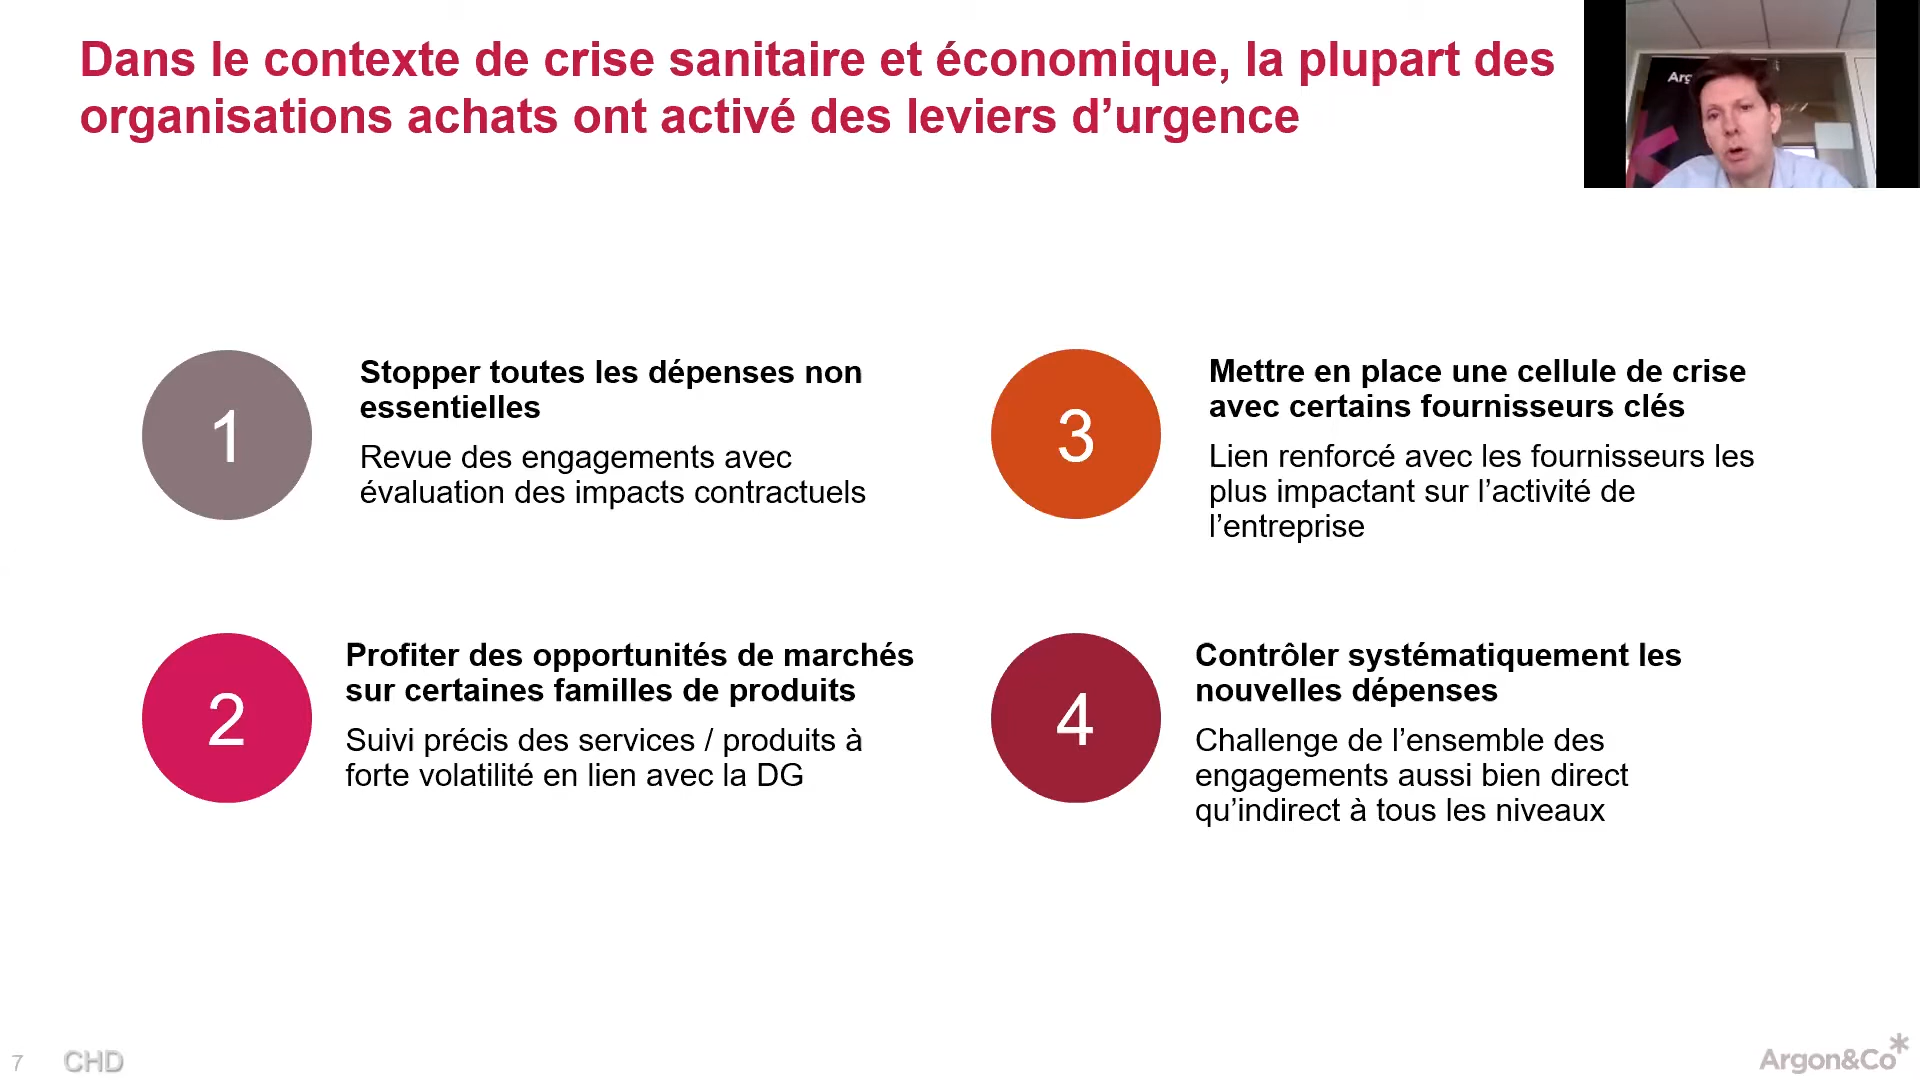 Dans le contexte de crise sanitaire et économique, la plupart des
organisations achats ont activé des leviers d’urgence
1
Stopper toutes les dépenses non
essentielles
Revue des engagements avec
évaluation des impacts contractuels
2
Profiter des opportunités de marchés
sur certaines familles de produits
Suivi précis des services / produits à
forte volatilité en lien avec la DG
3
Mettre en place une cellule de crise
avec certains fournisseurs clés
Lien renforcé avec les fournisseurs les
plus impactant sur l’activité de
l’entreprise
4
Contrôler systématiquement les
nouvelles dépenses
Challenge de l’ensemble des
engagements aussi bien direct
qu’indirect à tous les niveaux
7
CHD
Argon&Co